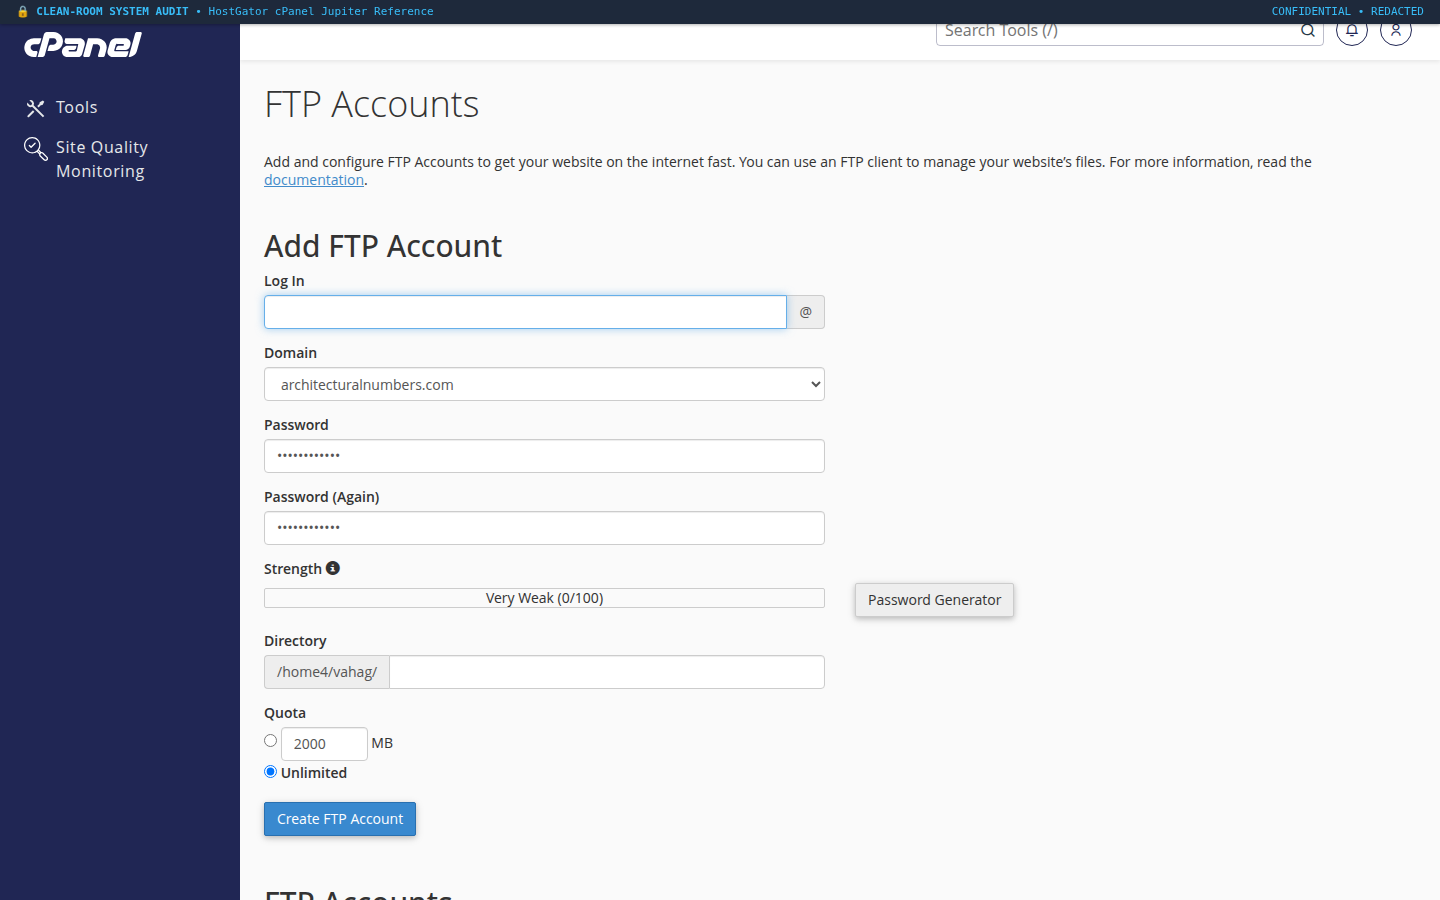 CLEAN-ROOM SYSTEM AUDIT • HostGator cPanel Jupiter Reference
CONFIDENTIAL • REDACTED
cPanel
Search Tools (/)
Tools
Site Quality
Monitoring
FTP Accounts
Add and configure FTP Accounts to get your website on the internet fast. You can use an FTP client to manage your website’s files. For more information, read the
documentation.
Add FTP Account
Log In
@
Domain
architecturalnumbers.com
Password
••••••••••••
Password (Again)
••••••••••••
Strength
Very Weak (0/100)
Password Generator
Directory
/home4/vahag/
Quota
2000 MB
Unlimited
Create FTP Account
FTP Accounts